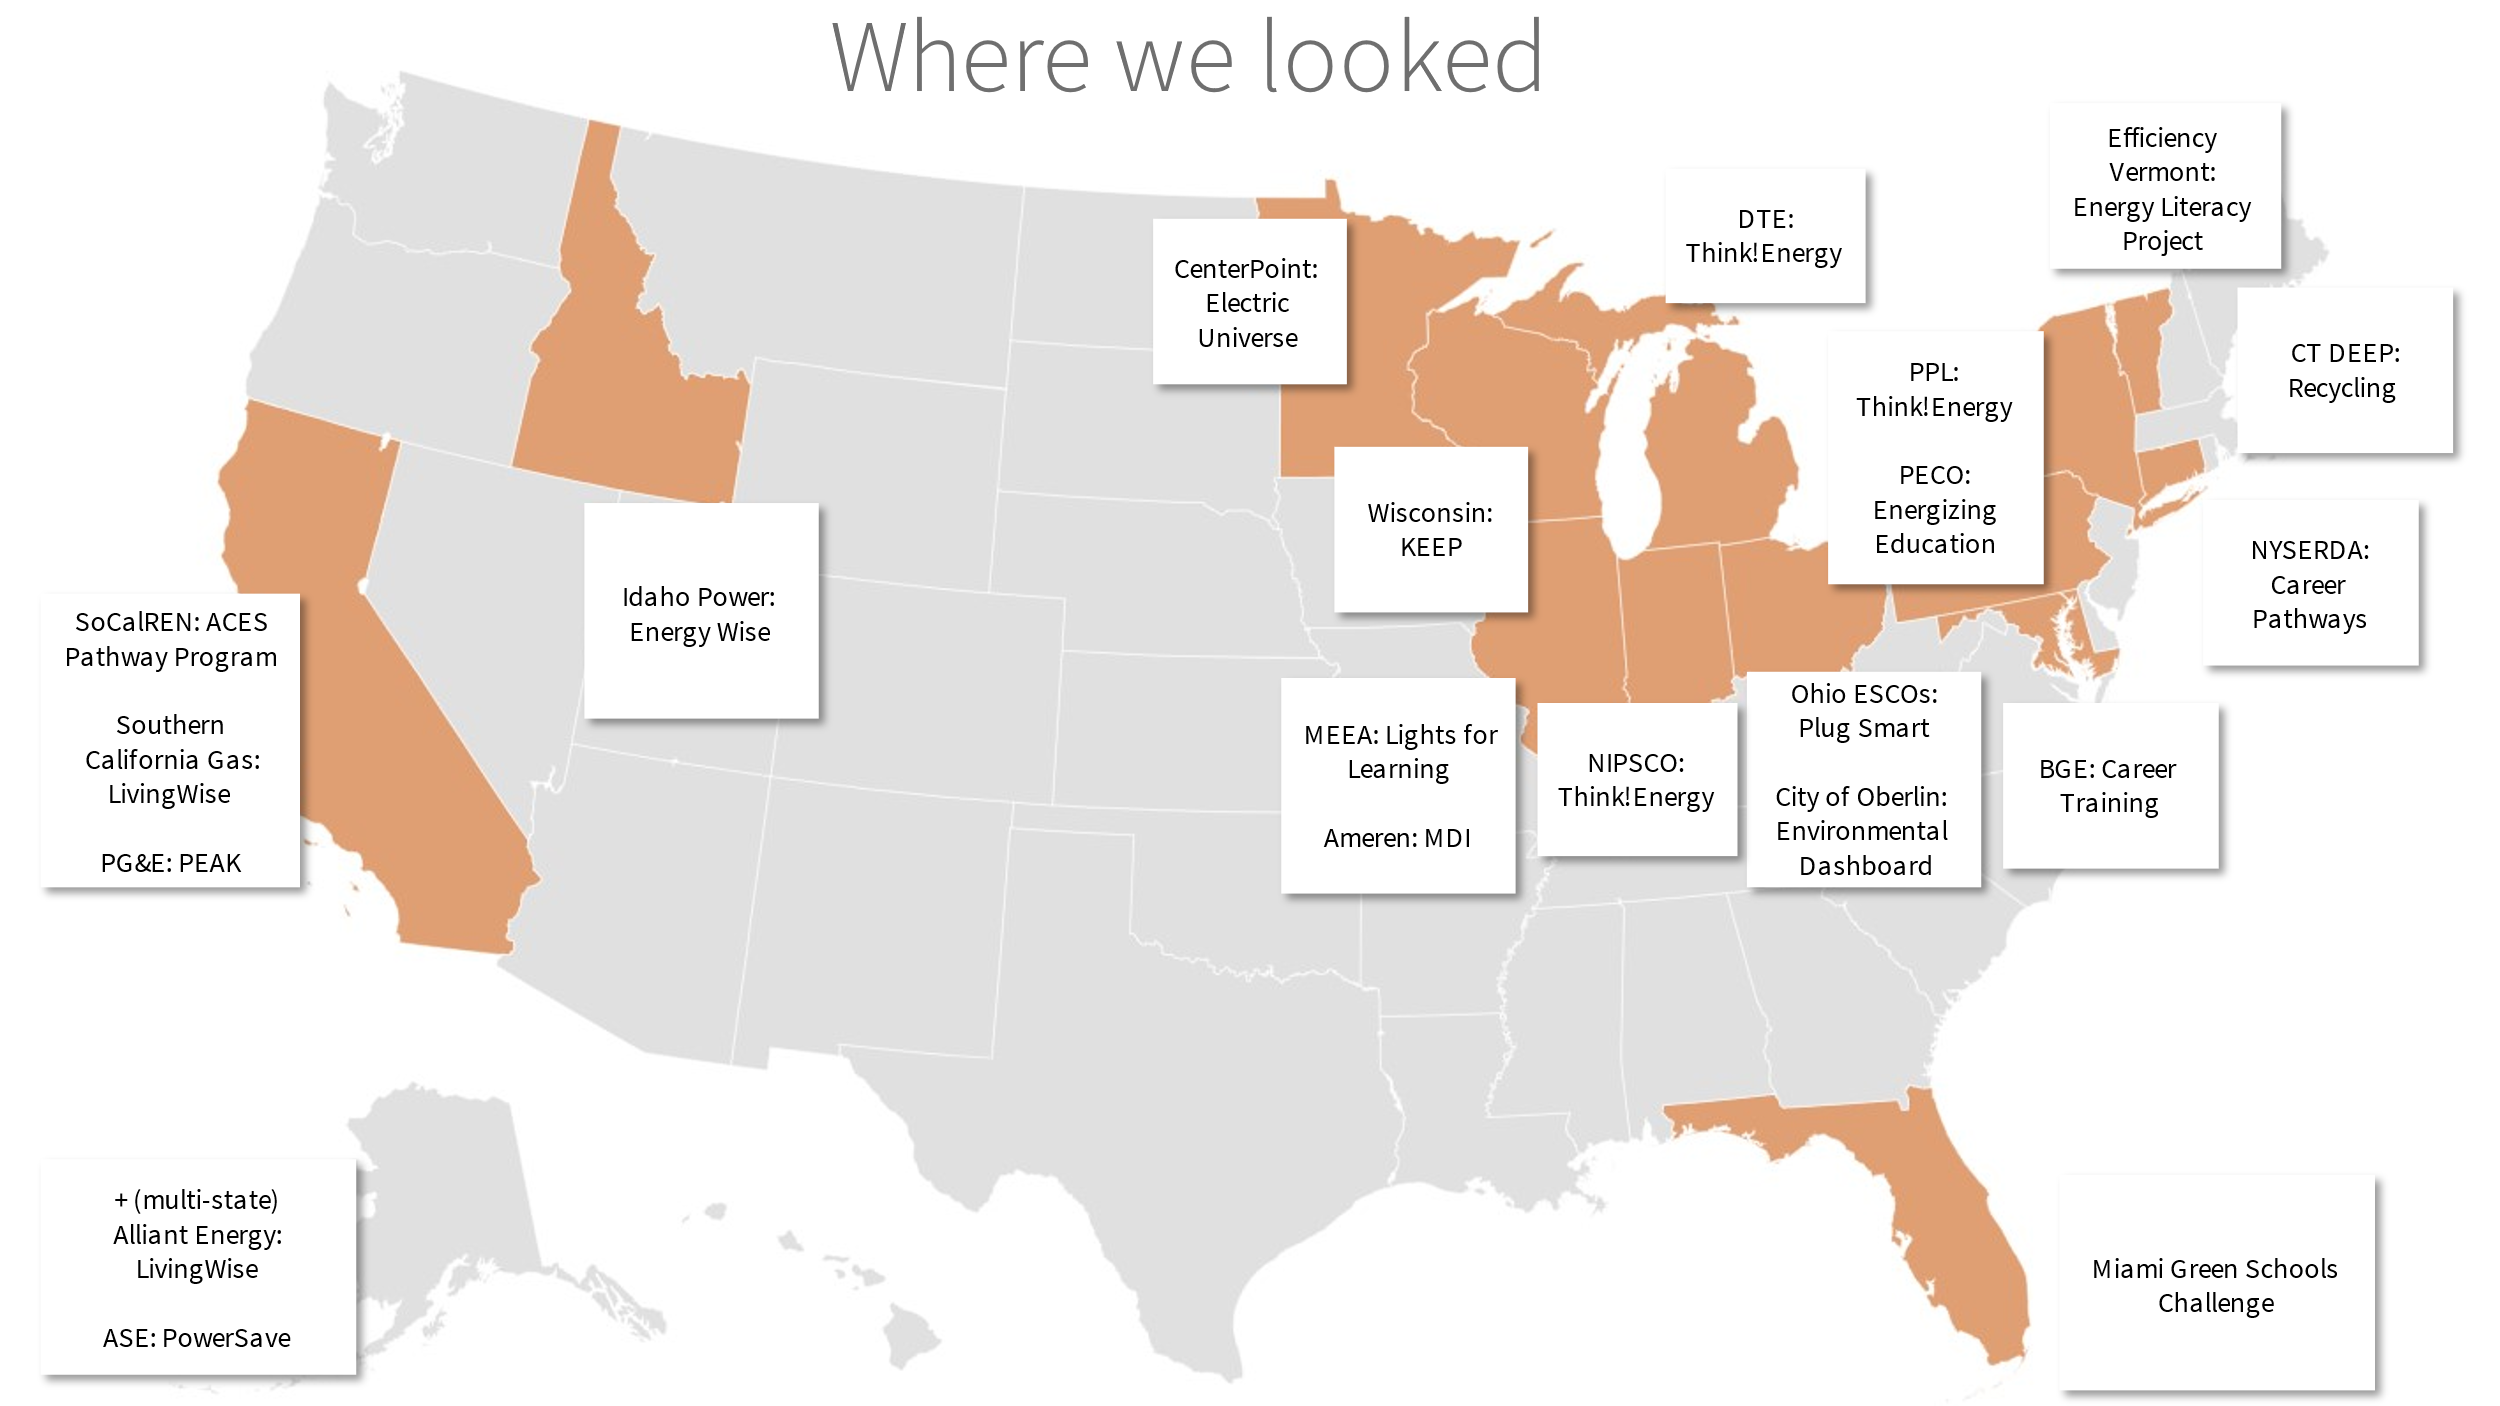 Where we looked
Efficiency
Vermont:
Energy Literacy
Project
DTE:
Think!Energy
CenterPoint:
Electric
Universe
CT DEEP:
Recycling
PPL:
Think!Energy
PECO:
Energizing
Education
Wisconsin:
KEEP
NYSERDA:
Career
Pathways
Idaho Power:
Energy Wise
SoCalREN: ACES
Pathway Program
Southern
California Gas:
LivingWise
PG&E: PEAK
MEEA: Lights for
Learning
Ameren: MDI
NIPSCO:
Think!Energy
Ohio ESCOs:
Plug Smart
City of Oberlin:
Environmental
Dashboard
BGE: Career
Training
+ (multi-state)
Alliant Energy:
LivingWise
ASE: PowerSave
Miami Green Schools
Challenge